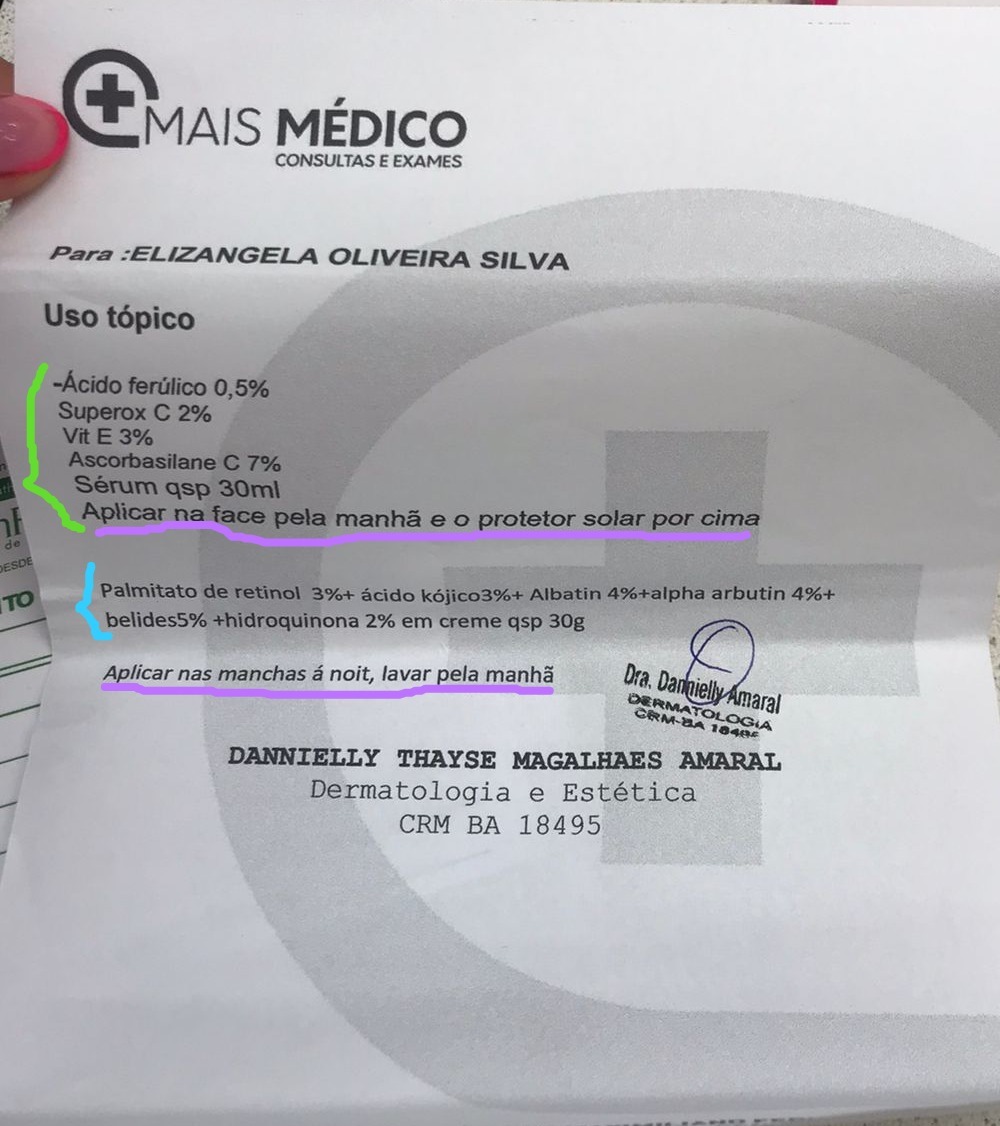 MAIS MÉDICO
CONSULTAS E EXAMES
Para :ELIZANGELA OLIVEIRA SILVA
Uso tópico
-Ácido ferúlico 0,5%
Superox C 2%
Vit E 3%
Ascorbasilane C 7%
Sérum qsp 30ml
Aplicar na face pela manhã e o protetor solar por cima
Palmitato de retinol 3%+ ácido kójico3%+ Albatin 4%+alpha arbutin 4%+
belides5% +hidroquinona 2% em creme qsp 30g
Aplicar nas manchas á noit, lavar pela manhã
Dra. Dannielly Amaral
DERMATOLOGIA
CRM-BA 18495
DANNIELLY THAYSE MAGALHAES AMARAL
Dermatologia e Estética
CRM BA 18495
de
DESDE
TO